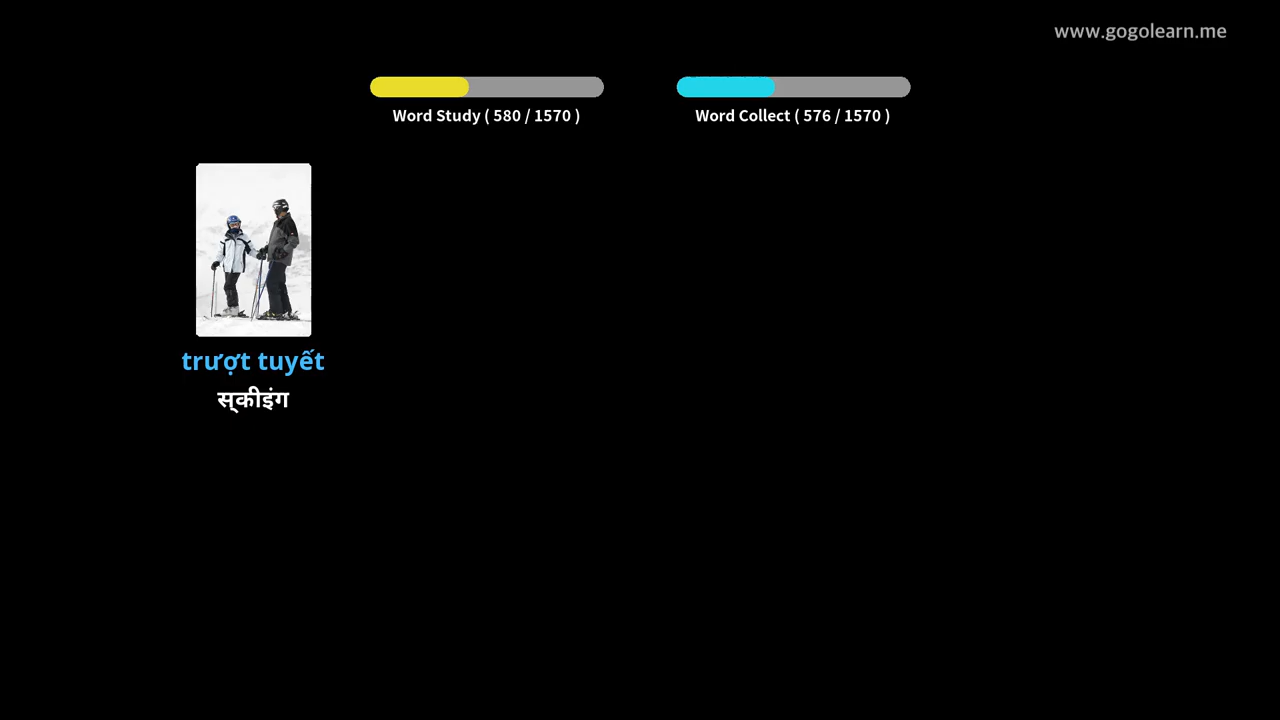 www.gogolearn.me
Word Study ( 580 / 1570 )
Word Collect ( 576 / 1570 )
trượt tuyết
स्कीइंग